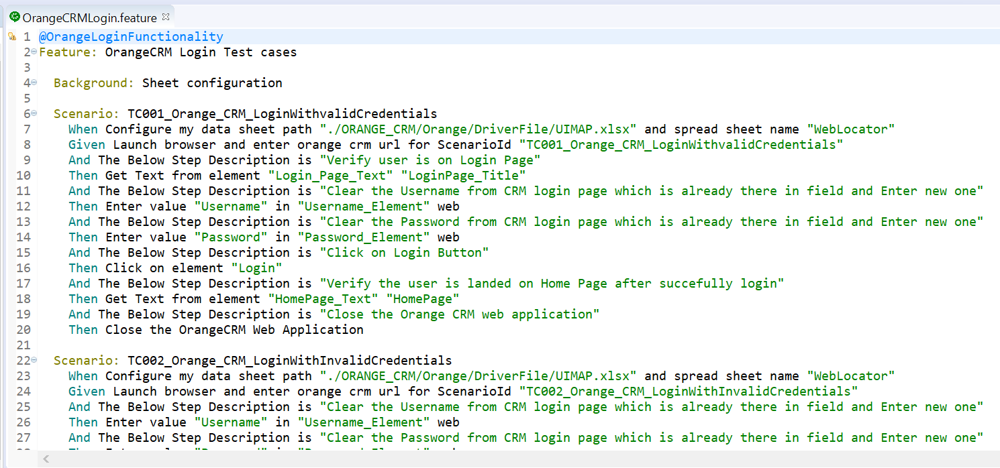 OrangeCRMLogin.feature
1 @OrangeLoginFunctionality
2 Feature: OrangeCRM Login Test cases
3
4 Background: Sheet configuration
5
6 Scenario: TC001_Orange_CRM_LoginWithvalidCredentials
7 When Configure my data sheet path "./ORANGE_CRM/Orange/DriverFile/UIMAP.xlsx" and spread sheet name "WebLocator"
8 Given Launch browser and enter orange crm url for ScenarioId "TC001_Orange_CRM_LoginWithvalidCredentials"
9 And The Below Step Description is "Verify user is on Login Page"
10 Then Get Text from element "Login_Page_Text" "LoginPage_Title"
11 And The Below Step Description is "Clear the Username from CRM login page which is already there in field and Enter new one"
12 Then Enter value "Username" in "Username_Element" web
13 And The Below Step Description is "Clear the Password from CRM login page which is already there in field and Enter new one"
14 Then Enter value "Password" in "Password_Element" web
15 And The Below Step Description is "Click on Login Button"
16 Then Click on element "Login"
17 And The Below Step Description is "Verify the user is landed on Home Page after succefully login"
18 Then Get Text from element "HomePage_Text" "HomePage"
19 And The Below Step Description is "Close the Orange CRM web application"
20 Then Close the OrangeCRM Web Application
21
22 Scenario: TC002_Orange_CRM_LoginWithInvalidCredentials
23 When Configure my data sheet path "./ORANGE_CRM/Orange/DriverFile/UIMAP.xlsx" and spread sheet name "WebLocator"
24 Given Launch browser and enter orange crm url for ScenarioId "TC002_Orange_CRM_LoginWithInvalidCredentials"
25 And The Below Step Description is "Clear the Username from CRM login page which is already there in field and Enter new one"
26 Then Enter value "Username" in "Username_Element" web
27 And The Below Step Description is "Clear the Password from CRM login page which is already there in field and Enter new one"